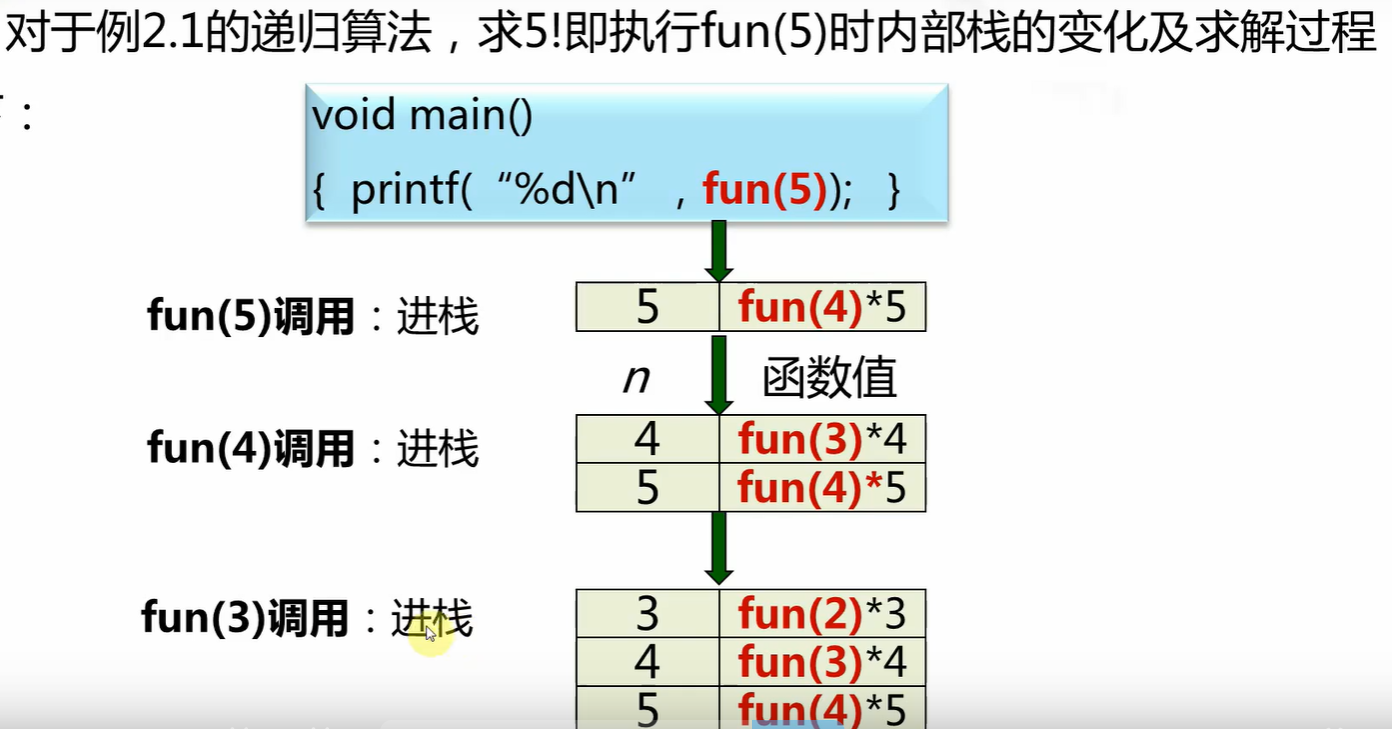 对于例2.1的递归算法，求5!即执行fun(5)时内部栈的变化及求解过程
：
void main()
{ printf( “%d\n” , fun(5)); }
fun(5)调用：进栈
5 fun(4)*5
n 函数值
fun(4)调用：进栈
4 fun(3)*4
5 fun(4)*5
fun(3)调用：进栈
3 fun(2)*3
4 fun(3)*4
5 fun(4)*5